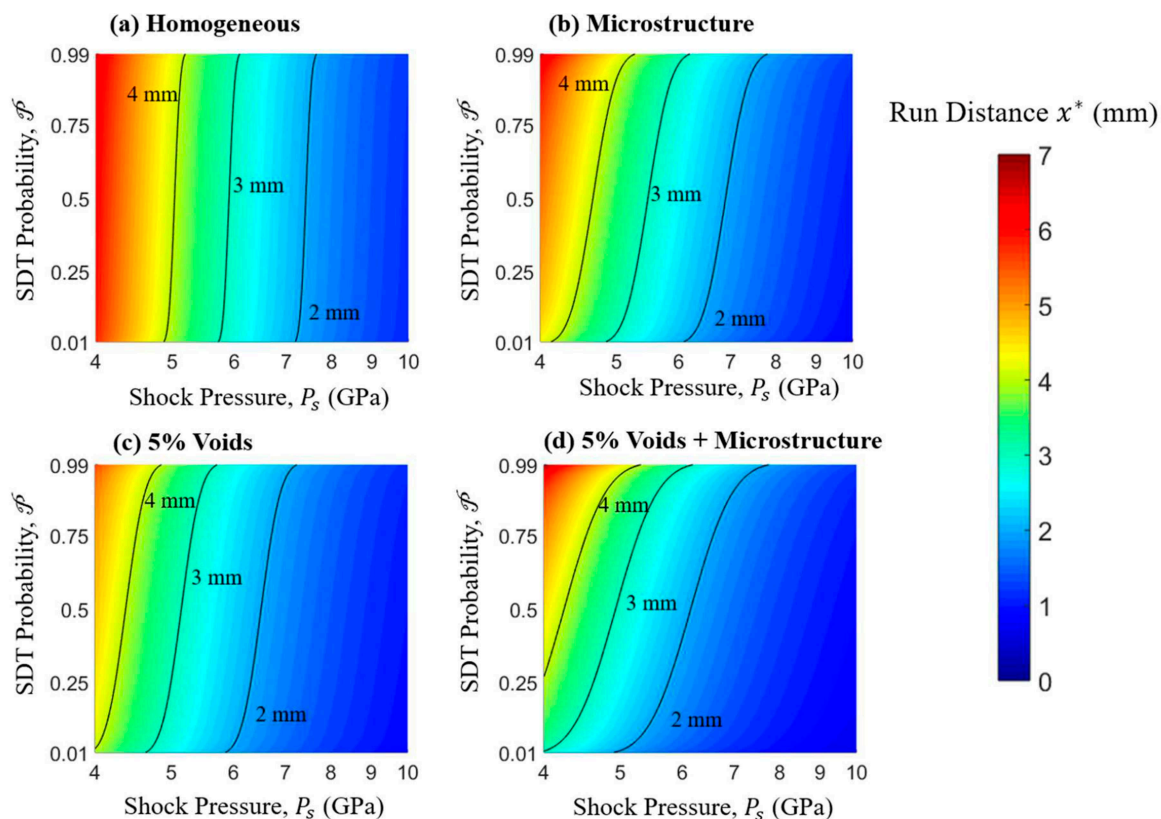 (a) Homogeneous
(b) Microstructure
SDT Probability, 𝒫
0.99
0.75
0.5
0.25
0.01
4 mm
3 mm
2 mm
4 5 6 7 8 9 10
Shock Pressure, P_s (GPa)
SDT Probability, 𝒫
0.99
0.75
0.5
0.25
0.01
4 mm
3 mm
2 mm
4 5 6 7 8 9 10
Shock Pressure, P_s (GPa)
Run Distance x* (mm)
7
6
5
4
3
2
1
0
(c) 5% Voids
(d) 5% Voids + Microstructure
SDT Probability, 𝒫
0.99
0.75
0.5
0.25
0.01
4 mm
3 mm
2 mm
4 5 6 7 8 9 10
Shock Pressure, P_s (GPa)
SDT Probability, 𝒫
0.99
0.75
0.5
0.25
0.01
4 mm
3 mm
2 mm
4 5 6 7 8 9 10
Shock Pressure, P_s (GPa)